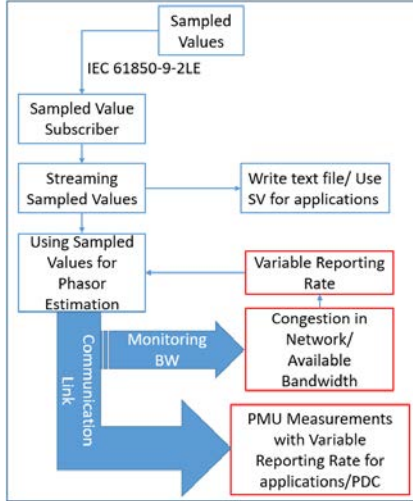 Sampled
Values
IEC 61850-9-2LE
Sampled Value
Subscriber
Streaming
Sampled Values
Write text file/ Use
SV for applications
Using Sampled
Values for
Phasor
Estimation
Variable Reporting
Rate
Communication
Link
Monitoring
BW
Congestion in
Network/
Available
Bandwidth
PMU Measurements
with Variable
Reporting Rate for
applications/PDC